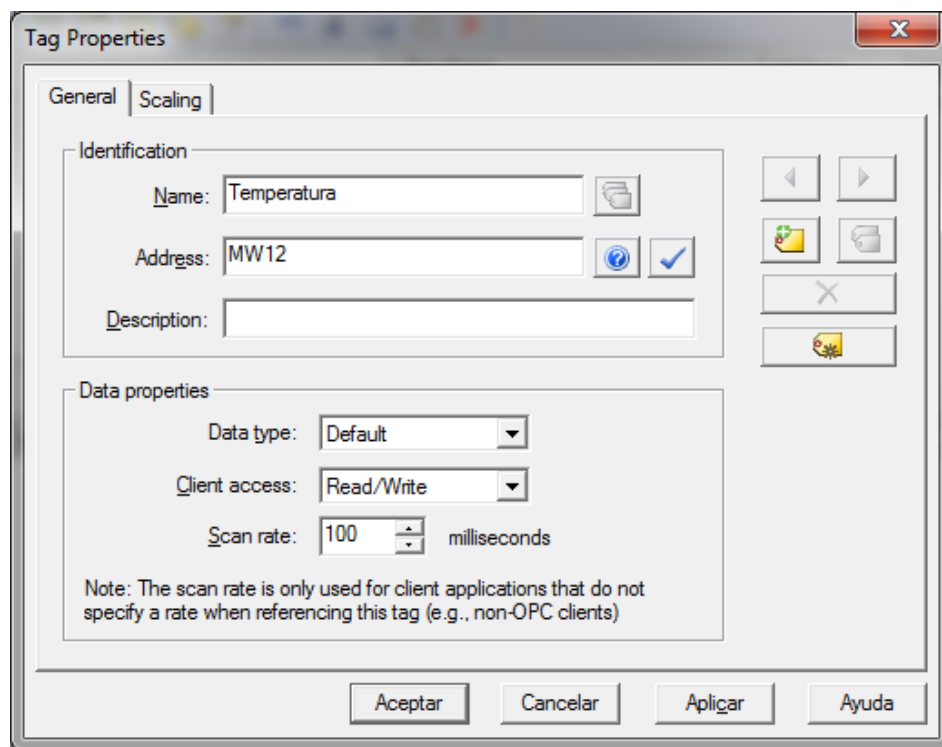 Tag Properties
General
Scaling
Identification
Name: Temperatura
Address: MW12
Description:
Data properties
Data type: Default
Client access: Read/Write
Scan rate: 100 milliseconds
Note: The scan rate is only used for client applications that do not
specify a rate when referencing this tag (e.g., non-OPC clients)
Aceptar
Cancelar
Aplicar
Ayuda